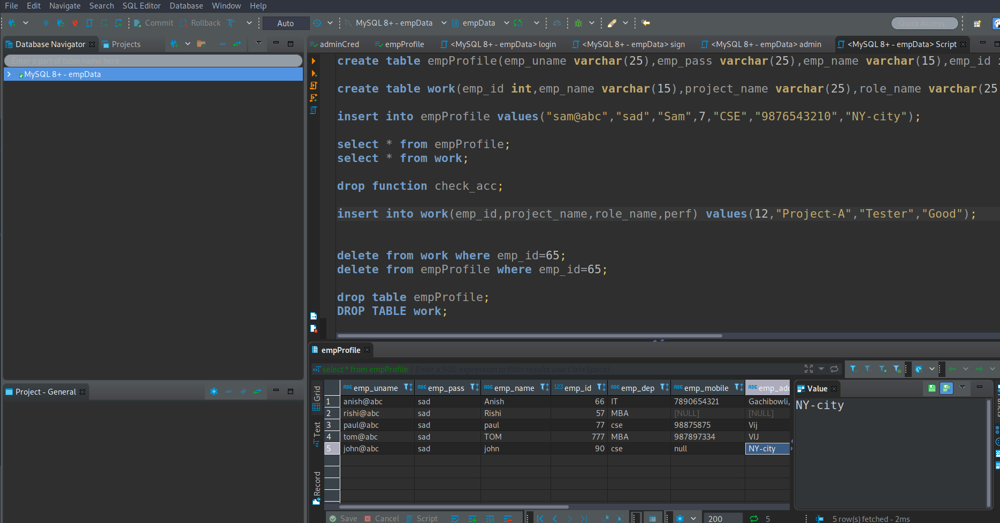 File Edit Navigate Search SQL Editor Database Window Help
Commit Rollback Auto MySQL 8+ - empData empData Quick Access
Database Navigator Projects
Enter a part of table name here
MySQL 8+ - empData
adminCred empProfile <MySQL 8+ - empData> login <MySQL 8+ - empData> sign <MySQL 8+ - empData> admin <MySQL 8+ - empData> Script
create table empProfile(emp_uname varchar(25),emp_pass varchar(25),emp_name varchar(15),emp_id
create table work(emp_id int,emp_name varchar(15),project_name varchar(25),role_name varchar(25
insert into empProfile values("sam@abc","sad","Sam",7,"CSE","9876543210","NY-city");
select * from empProfile;
select * from work;
drop function check_acc;
insert into work(emp_id,project_name,role_name,perf) values(12,"Project-A","Tester","Good");
delete from work where emp_id=65;
delete from empProfile where emp_id=65;
drop table empProfile;
DROP TABLE work;
Project - General
empProfile
select * from empProfile Enter a SQL expression to filter results (use Ctrl+Space)
Grid
Text
Record
ABC emp_uname ABC emp_pass ABC emp_name 123 emp_id ABC emp_dep ABC emp_mobile ABC emp_add
1 anish@abc sad Anish 66 IT 7890654321 Gachibowli,
2 rishi@abc sad Rishi 57 MBA [NULL] [NULL]
3 paul@abc sad paul 77 cse 98875875 Vij
4 tom@abc sad TOM 777 MBA 987897334 VIJ
5 john@abc sad john 90 cse null NY-city
Value
NY-city
Save Cancel Script 200 5 5 row(s) fetched - 2ms